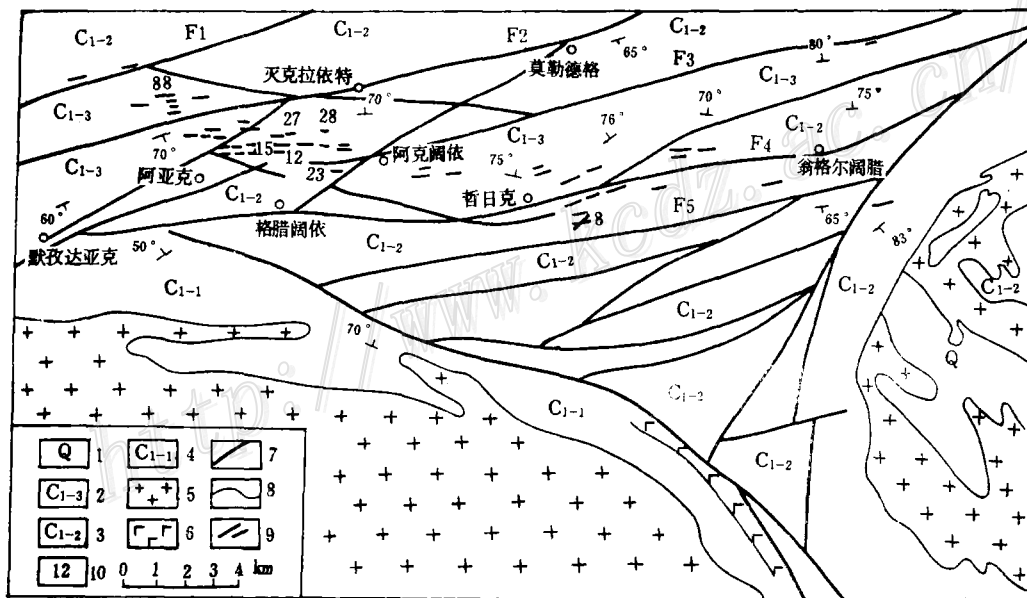 C1-2 F1 C1-2 F2 C1-2
65° F3 80°
灭克拉依特 莫勒德格
88 C1-3
C1-3 70° 27 28 76° 70° 75°
C1-3 C1-2
C1-3 70° 15 12 阿克阔依 75° F4
阿亚克 23 翁格尔阔腊
C1-2 哲日克
60° 格腊阔依 8 F5 65° 83°
默孜达亚克 50° C1-2 C1-2
C1-1 C1-2 C1-2
C1-2
70° Q
C1-1 C1-2
C1-2
Q 1 C1-1 4 7
C1-3 2 5 8
C1-2 3 6 9
12 10 0 1 2 3 4 km
http://www.kcdz.ac.cn/